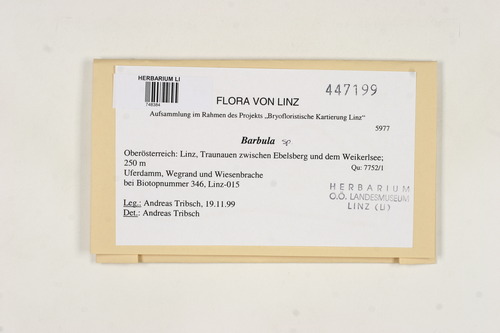 HERBARIUM LI
748384
447199
FLORA VON LINZ
Aufsammlung im Rahmen des Projekts „Bryofloristische Kartierung Linz“
5977
Barbula sp
Oberösterreich: Linz, Traunauen zwischen Ebelsberg und dem Weikerlsee;
250 m
Qu: 7752/1
Uferdamm, Wegrand und Wiesenbrache
bei Biotopnummer 346, Linz-015
HERBARIUM
O.Ö. LANDESMUSEUM
LINZ (LI)
Leg.: Andreas Tribsch, 19.11.99
Det.: Andreas Tribsch